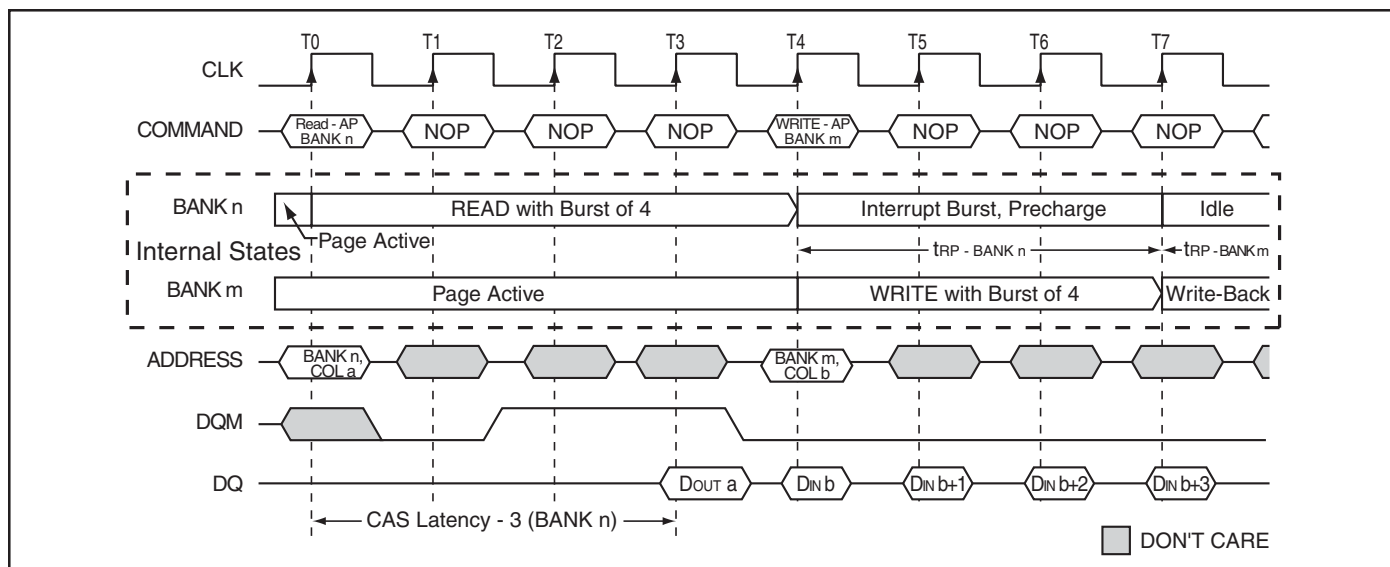 T0 T1 T2 T3 T4 T5 T6 T7
CLK
COMMAND Read - AP BANK n NOP NOP NOP WRITE - AP BANK m NOP NOP NOP
BANK n READ with Burst of 4 Interrupt Burst, Precharge Idle
Page Active
Internal States tRP - BANK n tRP - BANK m
BANK m Page Active WRITE with Burst of 4 Write-Back
ADDRESS BANK n, COL a BANK m, COL b
DQM
DQ DOUT a DIN b DIN b+1 DIN b+2 DIN b+3
CAS Latency - 3 (BANK n)
DON'T CARE